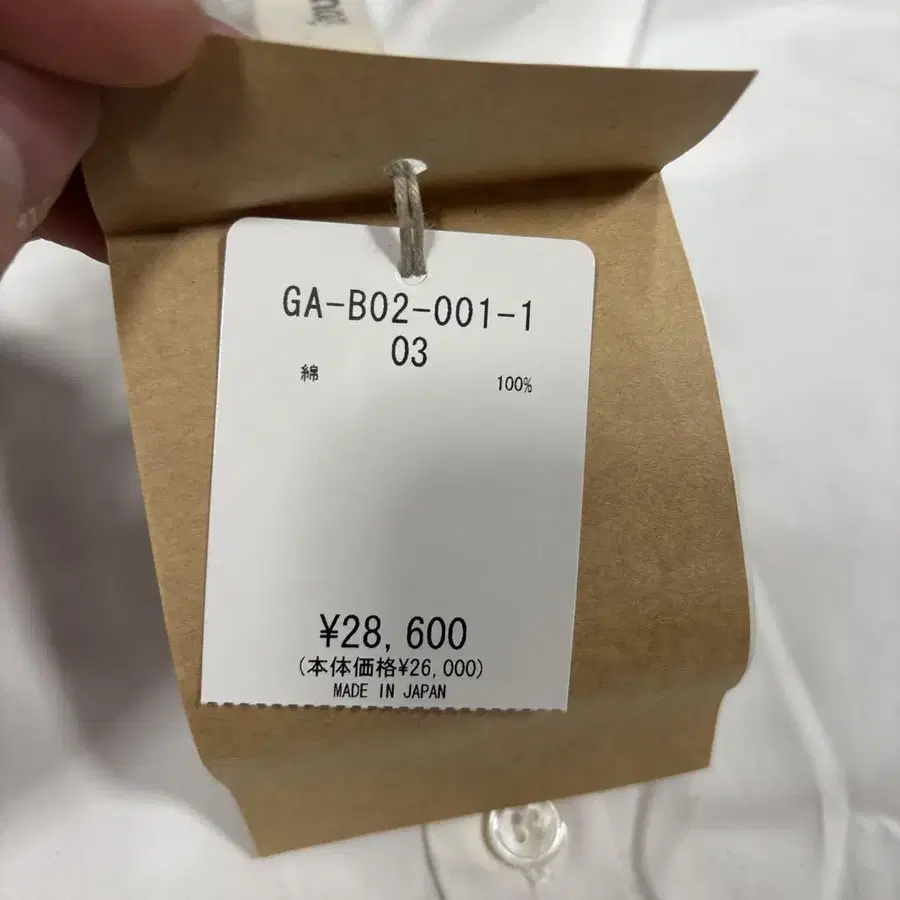 GA-B02-001-1
03
綿 100%
¥28,600
(本体価格¥26,000)
MADE IN JAPAN